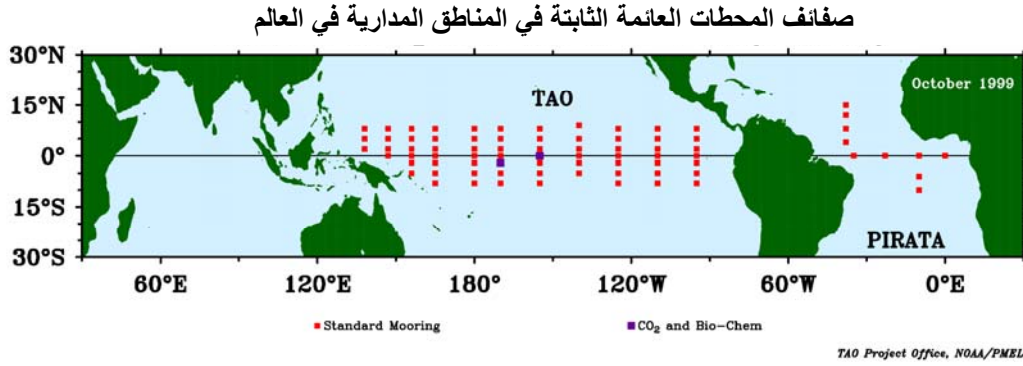 صفائف المحطات العائمة الثابتة في المناطق المدارية في العالم
30°N
October 1999
15°N
TAO
0°
15°S
PIRATA
30°S
60°E 120°E 180° 120°W 60°W 0°E
Standard Mooring CO₂ and Bio-Chem
TAO Project Office, NOAA/PMEL